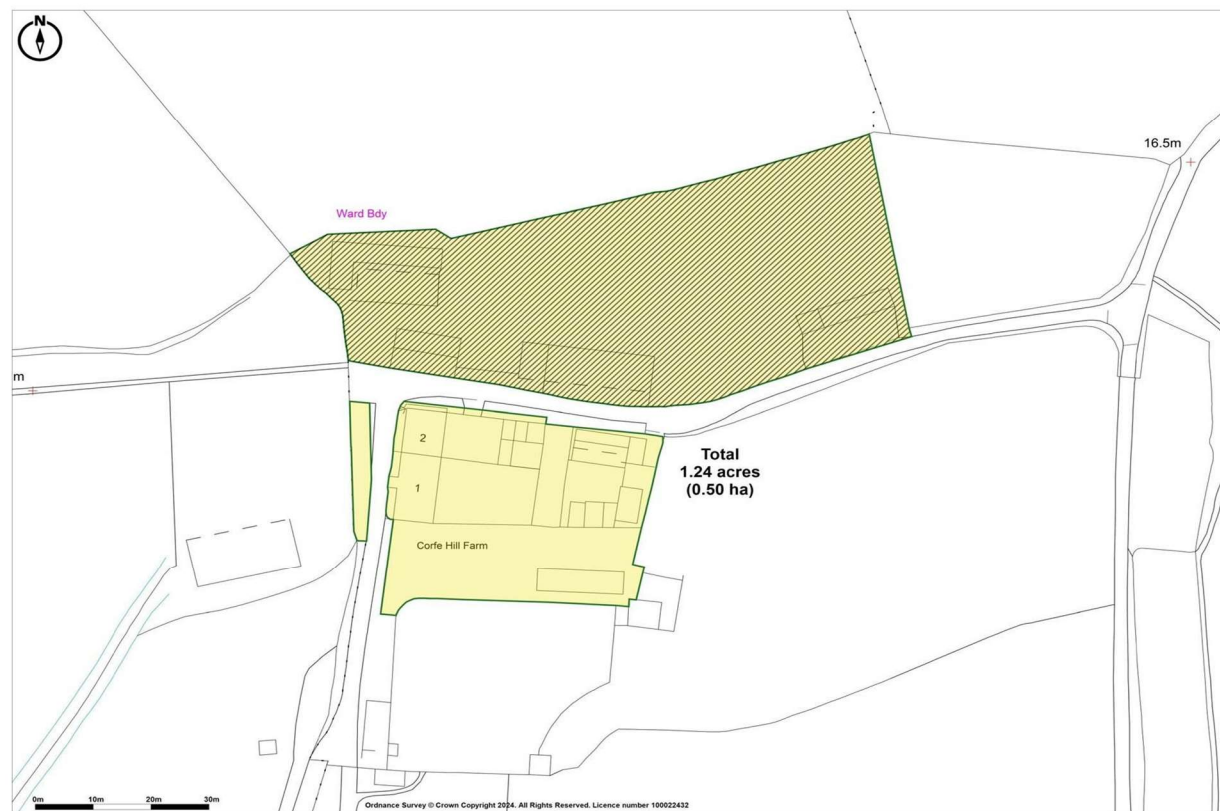 N
16.5m
Ward Bdy
m
2
1
Total
1.24 acres
(0.50 ha)
Corfe Hill Farm
0m 10m 20m 30m
Ordnance Survey © Crown Copyright 2024. All Rights Reserved. Licence number 100022432